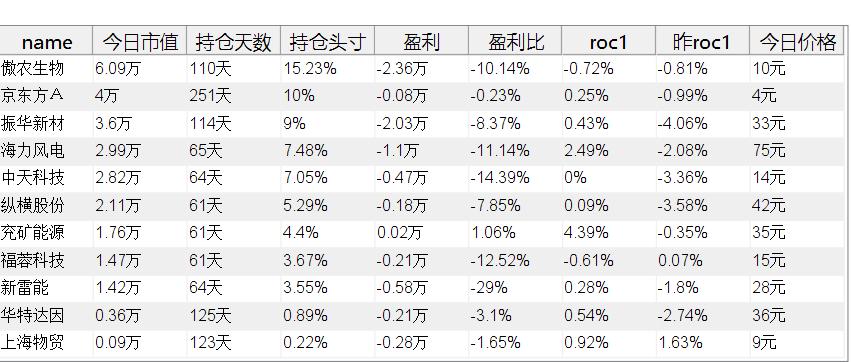 name 今日市值 持仓天数 持仓头寸 盈利 盈利比 roc1 昨roc1 今日价格
傲农生物 6.09万 110天 15.23% -2.36万 -10.14% -0.72% -0.81% 10元
京东方Ａ 4万 251天 10% -0.08万 -0.23% 0.25% -0.99% 4元
振华新材 3.6万 114天 9% -2.03万 -8.37% 0.43% -4.06% 33元
海力风电 2.99万 65天 7.48% -1.1万 -11.14% 2.49% -2.08% 75元
中天科技 2.82万 64天 7.05% -0.47万 -14.39% 0% -3.36% 14元
纵横股份 2.11万 61天 5.29% -0.18万 -7.85% 0.09% -3.58% 42元
兖矿能源 1.76万 61天 4.4% 0.02万 1.06% 4.39% -0.35% 35元
福蓉科技 1.47万 61天 3.67% -0.21万 -12.52% -0.61% 0.07% 15元
新雷能 1.42万 64天 3.55% -0.58万 -29% 0.28% -1.8% 28元
华特达因 0.36万 125天 0.89% -0.21万 -3.1% 0.54% -2.74% 36元
上海物贸 0.09万 123天 0.22% -0.28万 -1.65% 0.92% 1.63% 9元